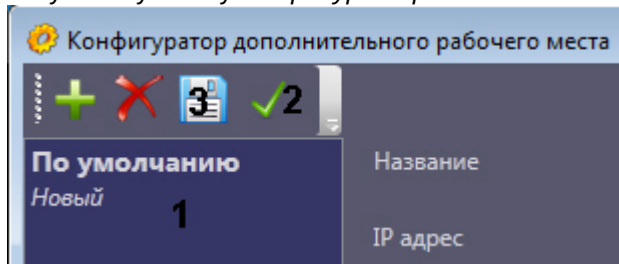 Конфигуратор дополнительного рабочего места
3 2
По умолчанию
Новый
1
Название
IP адрес